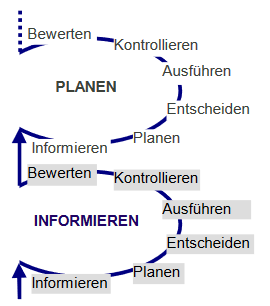 Bewerten
Kontrollieren
Ausführen
PLANEN
Entscheiden
Planen
Informieren
Bewerten
Kontrollieren
Ausführen
INFORMIEREN
Entscheiden
Planen
Informieren